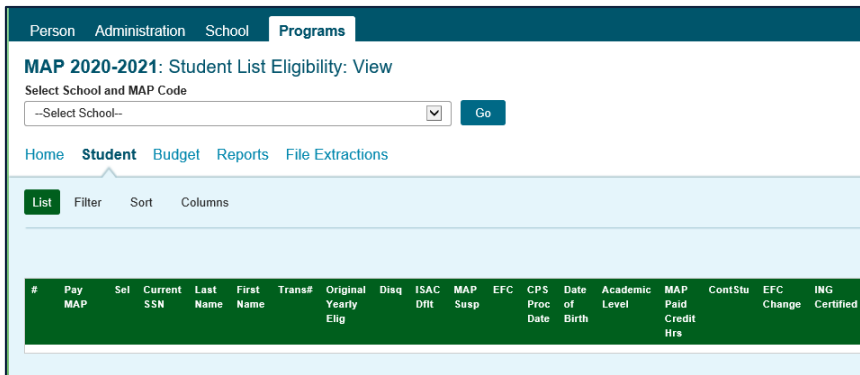 Person Administration School Programs
MAP 2020-2021: Student List Eligibility: View
Select School and MAP Code
--Select School--
Go
Home Student Budget Reports File Extractions
List Filter Sort Columns
# Pay Sel Current Last First Trans# Original Disq ISAC MAP EFC CPS Date Academic MAP ContStu EFC ING
MAP SSN Name Name Yearly Dflt Susp Proc of Level Paid Change Certified
Elig Date Birth Credit
Hrs